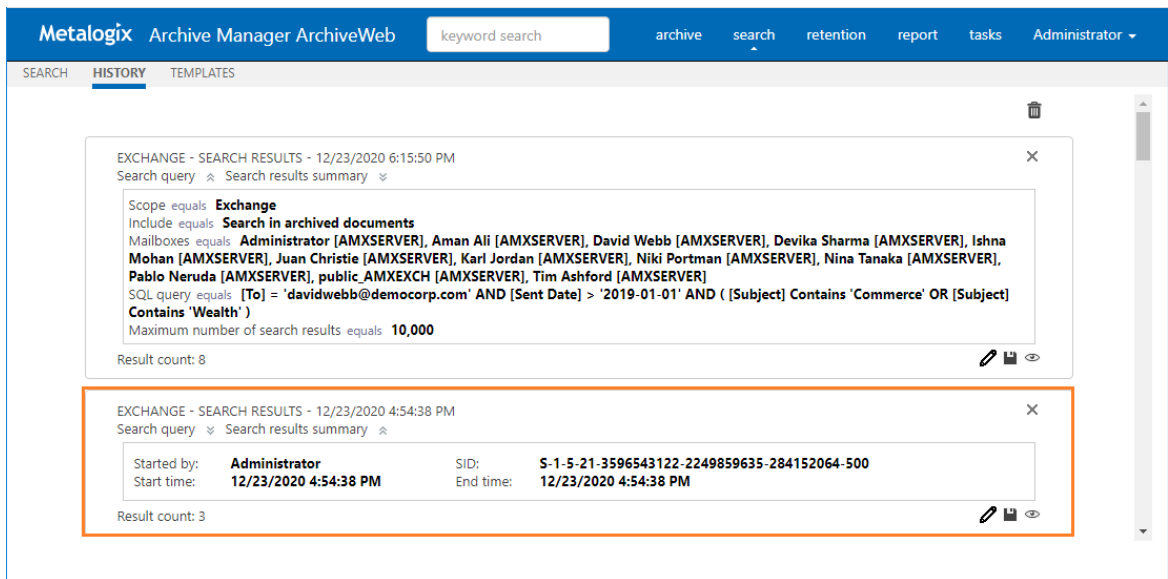 Metalogix Archive Manager ArchiveWeb keyword search archive search retention report tasks Administrator
SEARCH HISTORY TEMPLATES
EXCHANGE - SEARCH RESULTS - 12/23/2020 6:15:50 PM
Search query Search results summary
Scope equals Exchange
Include equals Search in archived documents
Mailboxes equals Administrator [AMXSERVER], Aman Ali [AMXSERVER], David Webb [AMXSERVER], Devika Sharma [AMXSERVER], Ishna
Mohan [AMXSERVER], Juan Christie [AMXSERVER], Karl Jordan [AMXSERVER], Niki Portman [AMXSERVER], Nina Tanaka [AMXSERVER],
Pablo Neruda [AMXSERVER], public_AMXEXCH [AMXSERVER], Tim Ashford [AMXSERVER]
SQL query equals [To] = 'davidwebb@democorp.com' AND [Sent Date] > '2019-01-01' AND ( [Subject] Contains 'Commerce' OR [Subject]
Contains 'Wealth' )
Maximum number of search results equals 10,000
Result count: 8
EXCHANGE - SEARCH RESULTS - 12/23/2020 4:54:38 PM
Search query Search results summary
Started by: Administrator SID: S-1-5-21-3596543122-2249859635-284152064-500
Start time: 12/23/2020 4:54:38 PM End time: 12/23/2020 4:54:38 PM
Result count: 3